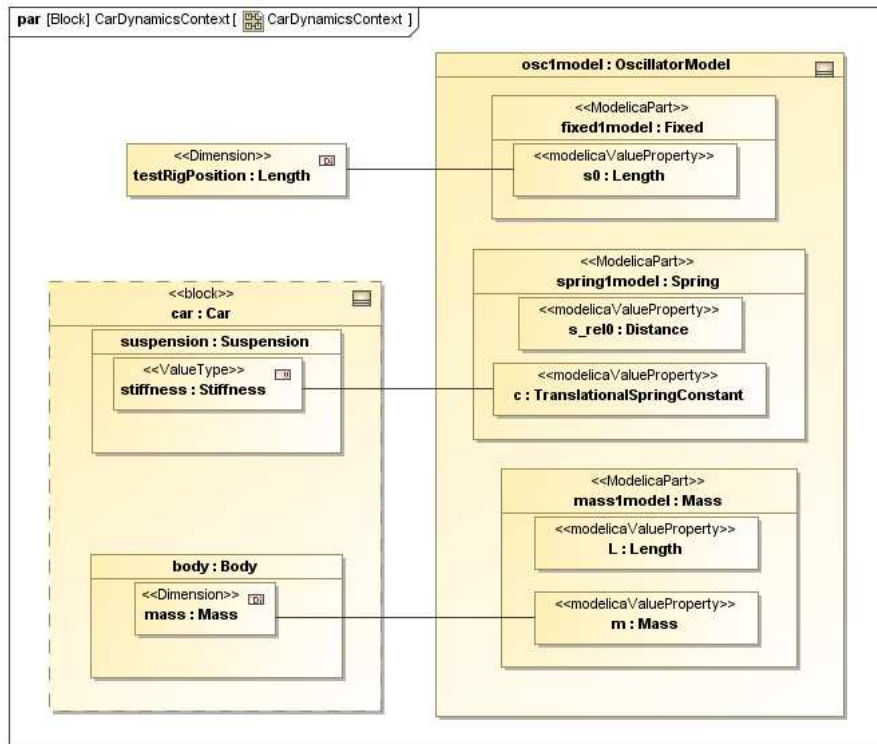 par [Block] CarDynamicsContext [ CarDynamicsContext ]
osc1model : OscillatorModel
<<ModelicaPart>>
fixed1model : Fixed
<<modelicaValueProperty>>
s0 : Length
<<Dimension>>
testRigPosition : Length
<<ModelicaPart>>
spring1model : Spring
<<modelicaValueProperty>>
s_rel0 : Distance
<<modelicaValueProperty>>
c : TranslationalSpringConstant
<<block>>
car : Car
suspension : Suspension
<<ValueType>>
stiffness : Stiffness
<<ModelicaPart>>
mass1model : Mass
<<modelicaValueProperty>>
L : Length
<<modelicaValueProperty>>
m : Mass
body : Body
<<Dimension>>
mass : Mass